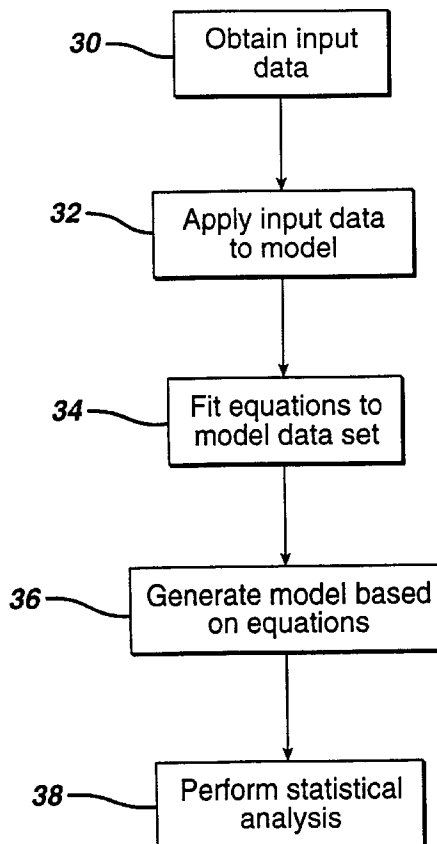 30
Obtain input
data
32
Apply input data
to model
34
Fit equations to
model data set
36
Generate model based
on equations
38
Perform statistical
analysis